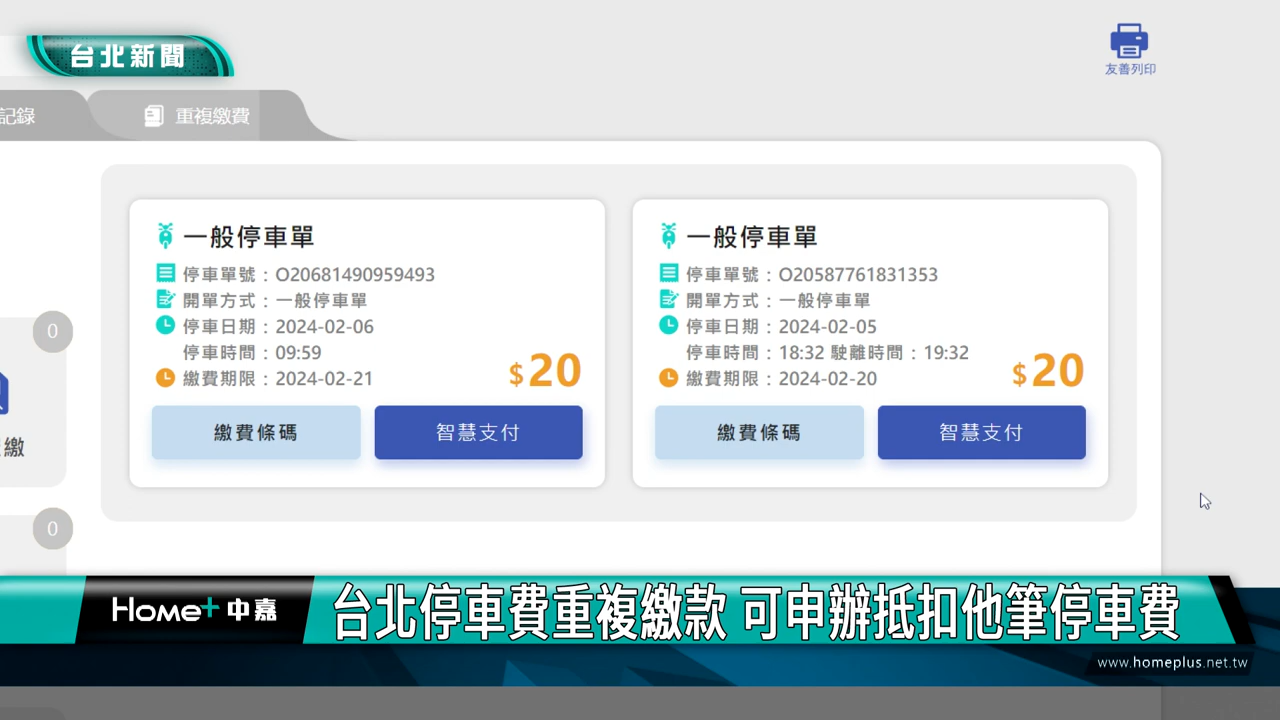 台北新聞
友善列印
記錄
重複繳費
一般停車單
停車單號：O20681490959493
開單方式：一般停車單
停車日期：2024-02-06
停車時間：09:59
繳費期限：2024-02-21
$20
繳費條碼
智慧支付
一般停車單
停車單號：O20587761831353
開單方式：一般停車單
停車日期：2024-02-05
停車時間：18:32 駛離時間：19:32
繳費期限：2024-02-20
$20
繳費條碼
智慧支付
0
繳
0
Home+ 中嘉
台北停車費重複繳款 可申辦抵扣他筆停車費
www.homeplus.net.tw